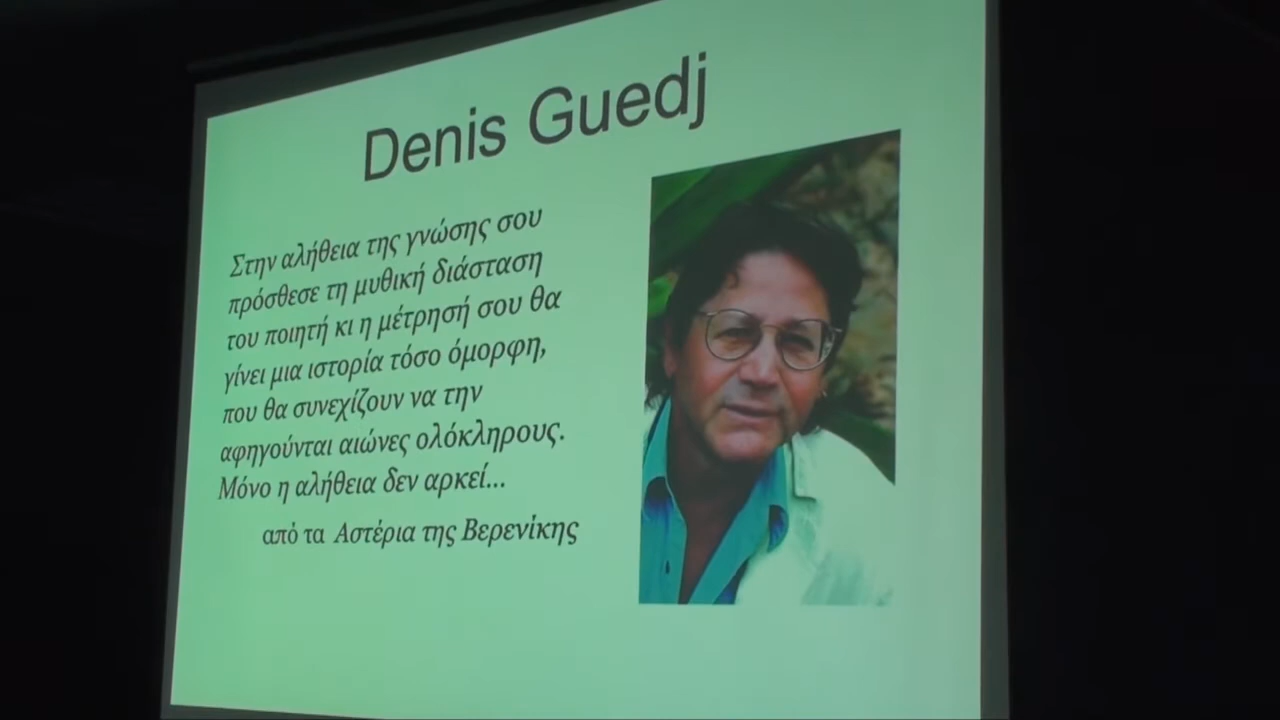 Denis Guedj
Στην αλήθεια της γνώσης σου
πρόσθεσε τη μυθική διάσταση
του ποιητή κι η μέτρησή σου θα
γίνει μια ιστορία τόσο όμορφη,
που θα συνεχίζουν να την
αφηγούνται αιώνες ολόκληρους.
Μόνο η αλήθεια δεν αρκεί...
από τα Αστέρια της Βερενίκης